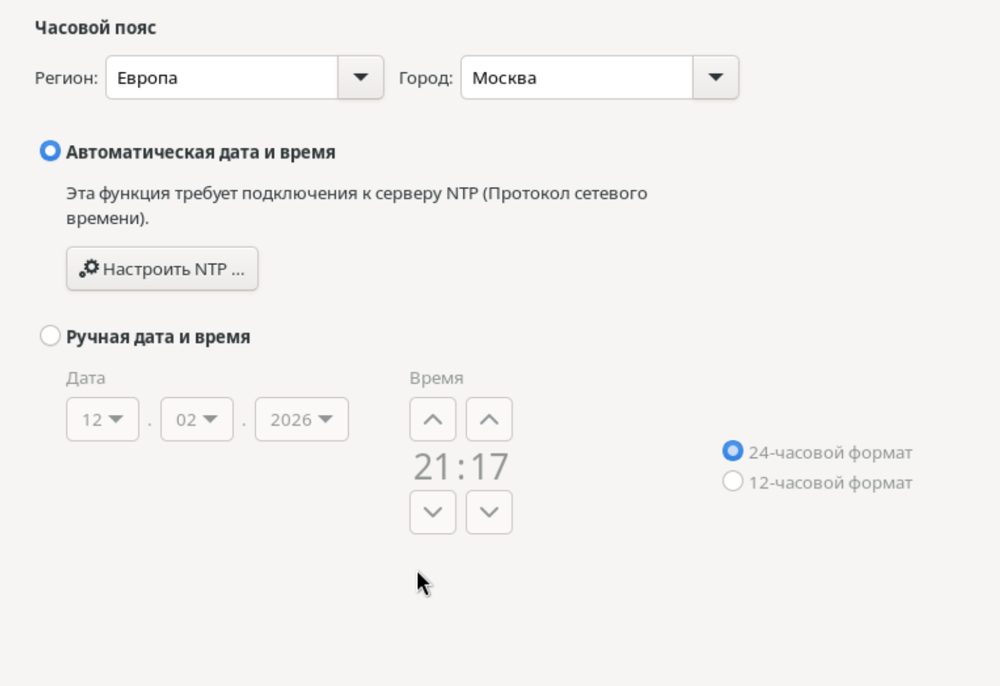 Часовой пояс
Регион: Европа Город: Москва
Автоматическая дата и время
Эта функция требует подключения к серверу NTP (Протокол сетевого
времени).
Настроить NTP ...
Ручная дата и время
Дата Время
12 . 02 . 2026
21:17
24-часовой формат
12-часовой формат